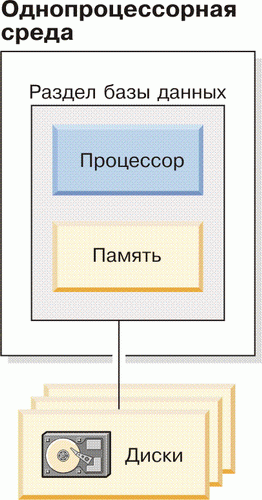 Однопроцессорная
среда
Раздел базы данных
Процессор
Память
Диски